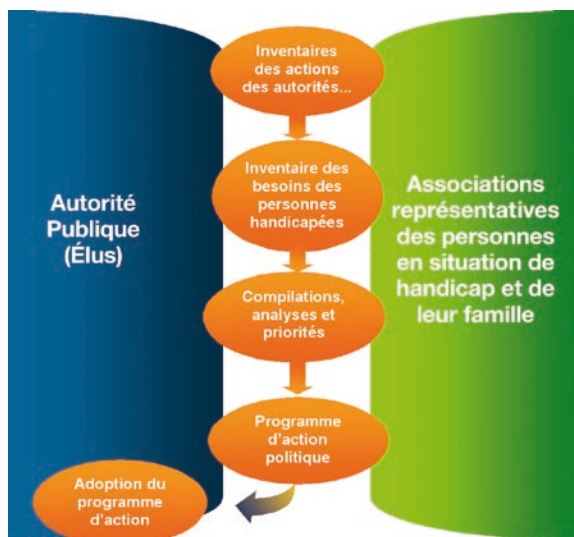 Inventaires
des actions
des autorités...
Inventaire des
besoins des
personnes
handicapées
Autorité
Publique
(Élus)
Associations
représentatives
des personnes
en situation de
handicap et de
leur famille
Compilations,
analyses et
priorités
Programme
d'action
politique
Adoption du
programme
d'action